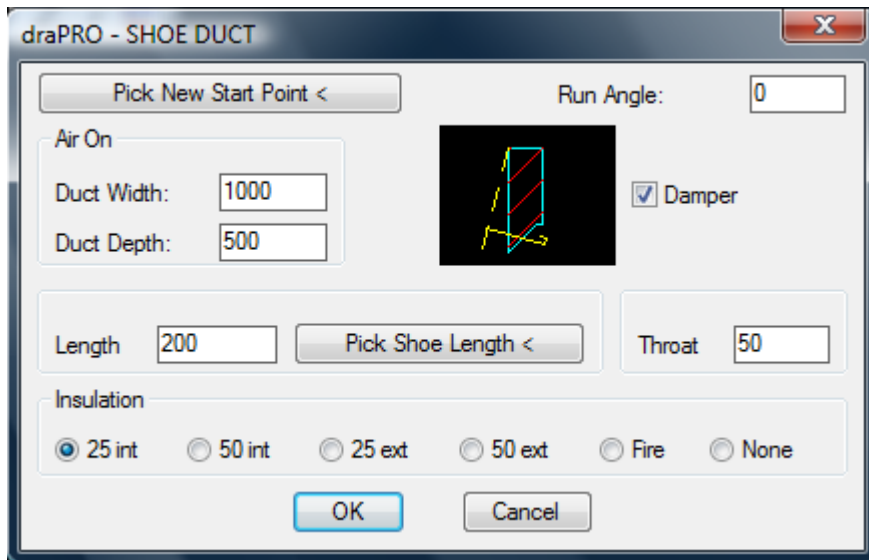 draPRO - SHOE DUCT
Pick New Start Point <
Run Angle: 0
Air On
Duct Width: 1000
Damper
Duct Depth: 500
Length 200 Pick Shoe Length < Throat 50
Insulation
25 int 50 int 25 ext 50 ext Fire None
OK Cancel